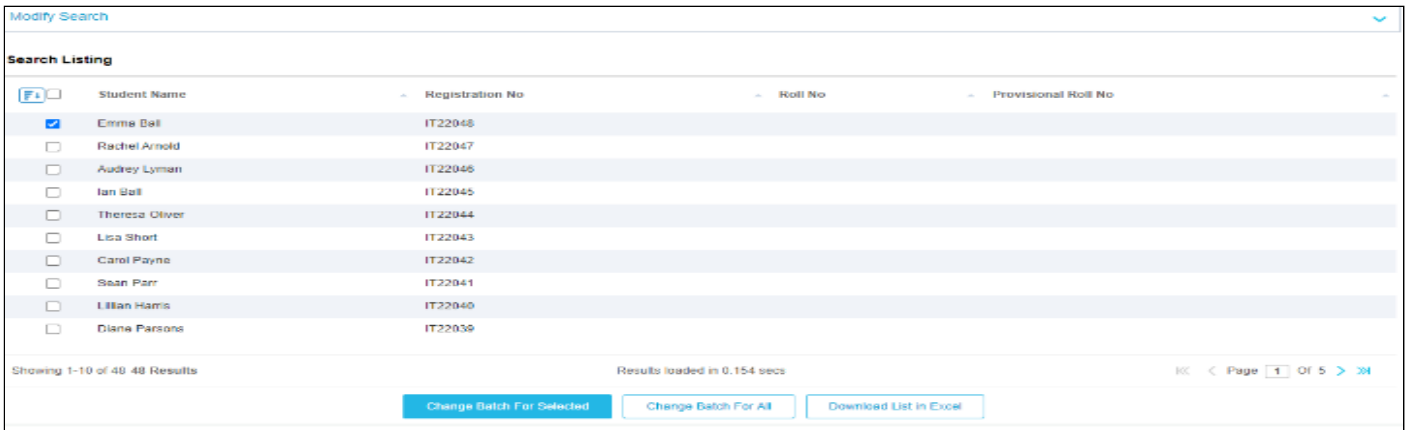 Modify Search
Search Listing
Student Name Registration No Roll No Provisional Roll No
Emma Ball IT22048
Rachel Arnold IT22047
Audrey Lyman IT22046
Ian Ball IT22045
Theresa Oliver IT22044
Lisa Short IT22043
Carol Payne IT22042
Sean Parr IT22041
Lillian Harris IT22040
Diane Parsons IT22039
Showing 1-10 of 48 48 Results Results loaded in 0.154 secs Page 1 Of 5
Change Batch For Selected Change Batch For All Download List in Excel